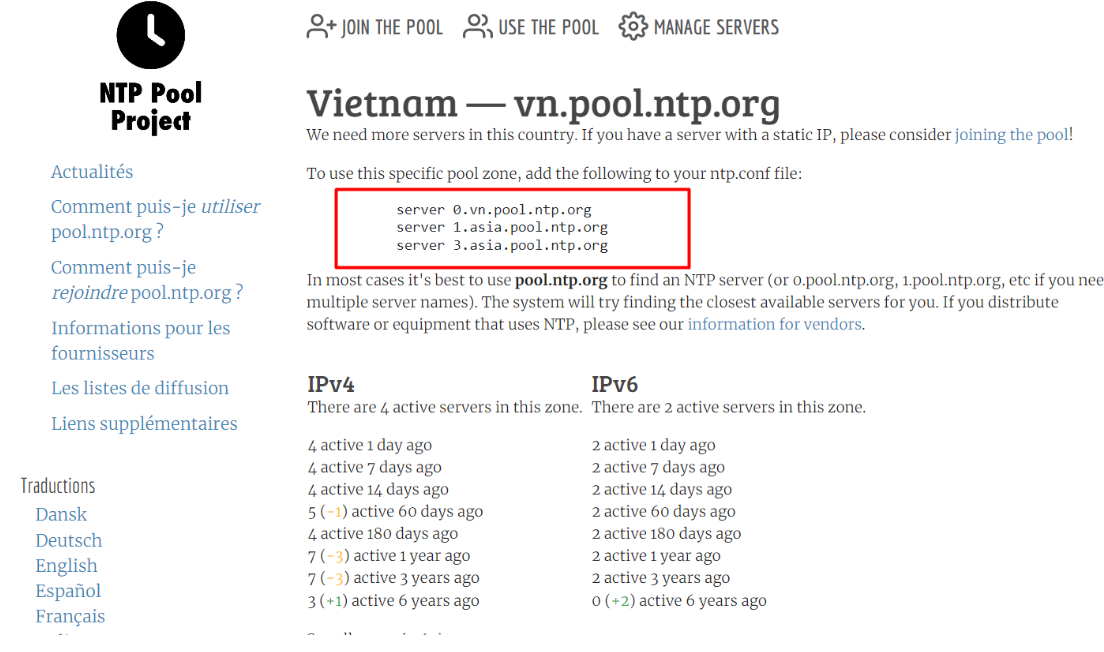 NTP Pool
Project
Actualités
Comment puis-je utiliser
pool.ntp.org ?
Comment puis-je
rejoindre pool.ntp.org ?
Informations pour les
fournisseurs
Les listes de diffusion
Liens supplémentaires
Traductions
Dansk
Deutsch
English
Español
Français
JOIN THE POOL USE THE POOL MANAGE SERVERS
Vietnam — vn.pool.ntp.org
We need more servers in this country. If you have a server with a static IP, please consider joining the pool!
To use this specific pool zone, add the following to your ntp.conf file:
server 0.vn.pool.ntp.org
server 1.asia.pool.ntp.org
server 3.asia.pool.ntp.org
In most cases it's best to use pool.ntp.org to find an NTP server (or 0.pool.ntp.org, 1.pool.ntp.org, etc if you nee
multiple server names). The system will try finding the closest available servers for you. If you distribute
software or equipment that uses NTP, please see our information for vendors.
IPv4
There are 4 active servers in this zone.
4 active 1 day ago
4 active 7 days ago
4 active 14 days ago
5 (-1) active 60 days ago
4 active 180 days ago
7 (-3) active 1 year ago
7 (-3) active 3 years ago
3 (+1) active 6 years ago
IPv6
There are 2 active servers in this zone.
2 active 1 day ago
2 active 7 days ago
2 active 14 days ago
2 active 60 days ago
2 active 180 days ago
2 active 1 year ago
2 active 3 years ago
0 (+2) active 6 years ago